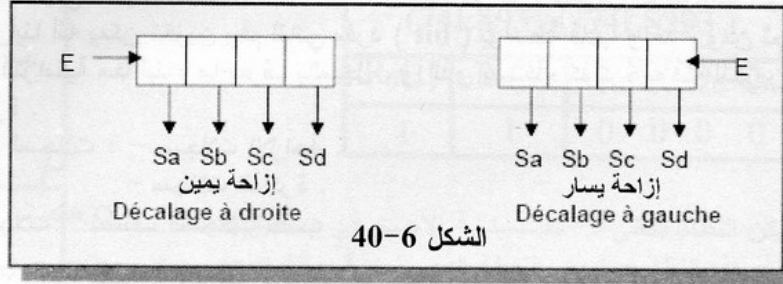 E
Sa Sb Sc Sd
إزاحة يمين
Décalage à droite
E
Sa Sb Sc Sd
إزاحة يسار
Décalage à gauche
الشكل 6-40